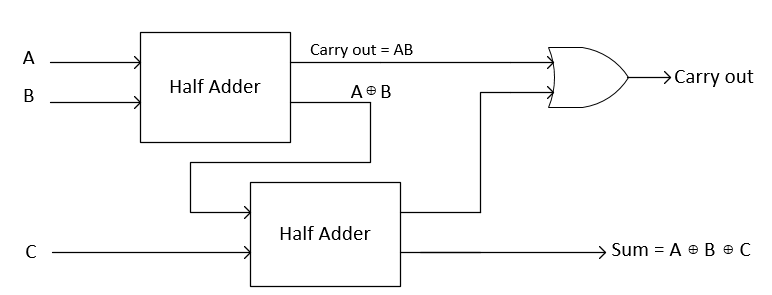 A
B
Half Adder
Carry out = AB
A ⊕ B
Carry out
C
Half Adder
Sum = A ⊕ B ⊕ C